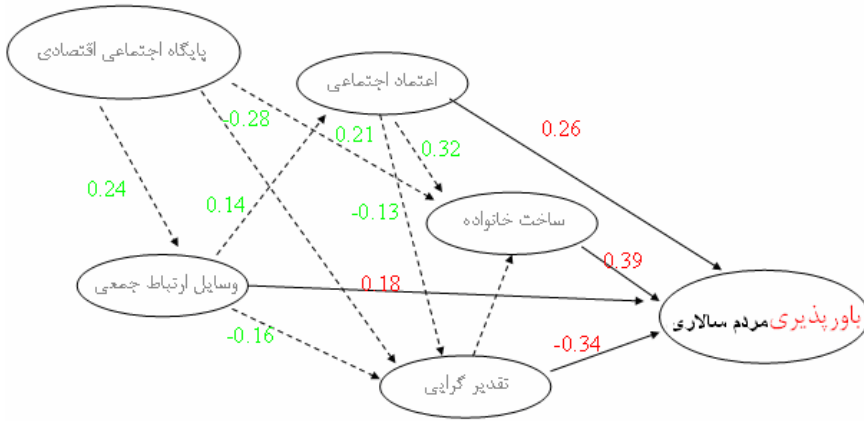 پایگاه اجتماعی اقتصادی
اعتماد اجتماعی
-0.28
0.21
0.26
0.32
0.24
0.14
-0.13
ساخت خانواده
0.39
وسایل ارتباط جمعی
0.18
باورپذیری مردم سالاری
-0.16
-0.34
تقدیر گرایی